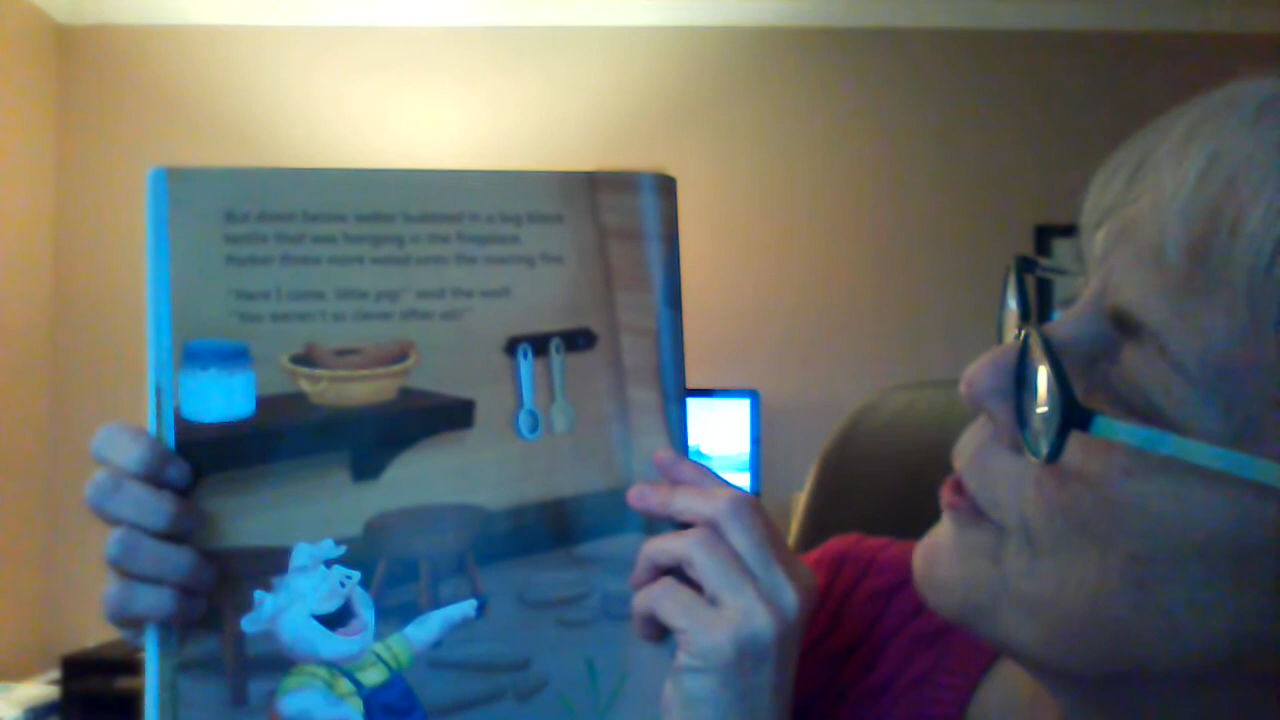 But down below, water bubbled in a big black
kettle that was hanging in the fireplace.
threw more wood onto the roaring fire.
"Here I come, little pig!" said the wolf.
"You weren't so clever after all!"